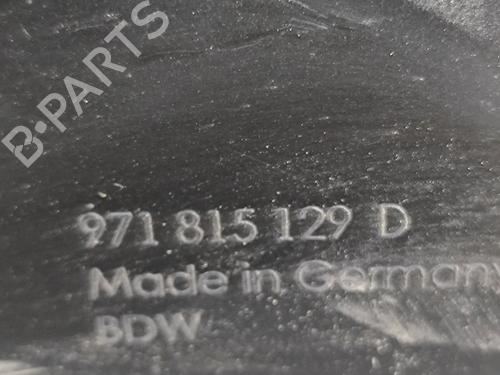 B-PARTS
971 815 129 D
Made in Germany
BDW